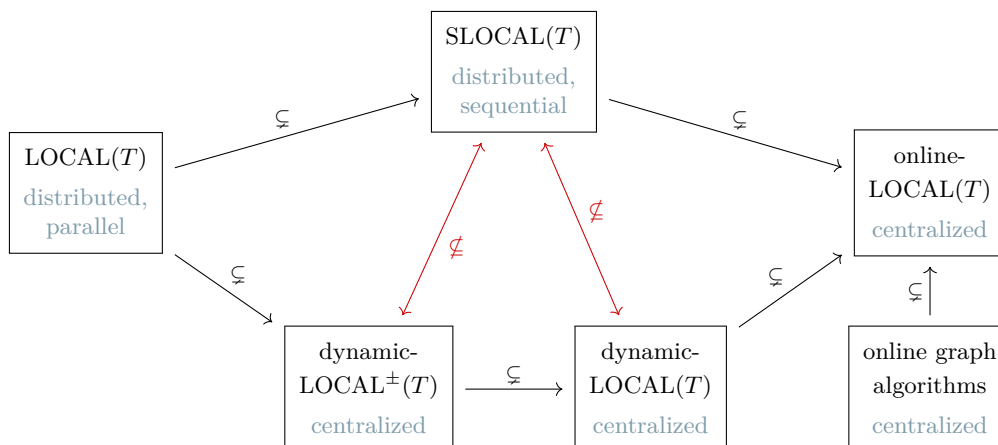 SLOCAL(T)
distributed,
sequential
⊊
⊊
LOCAL(T)
distributed,
parallel
online-
LOCAL(T)
centralized
⊈
⊈
⊊
⊊
⊊
dynamic-
LOCAL±(T)
centralized
⊊
dynamic-
LOCAL(T)
centralized
online graph
algorithms
centralized